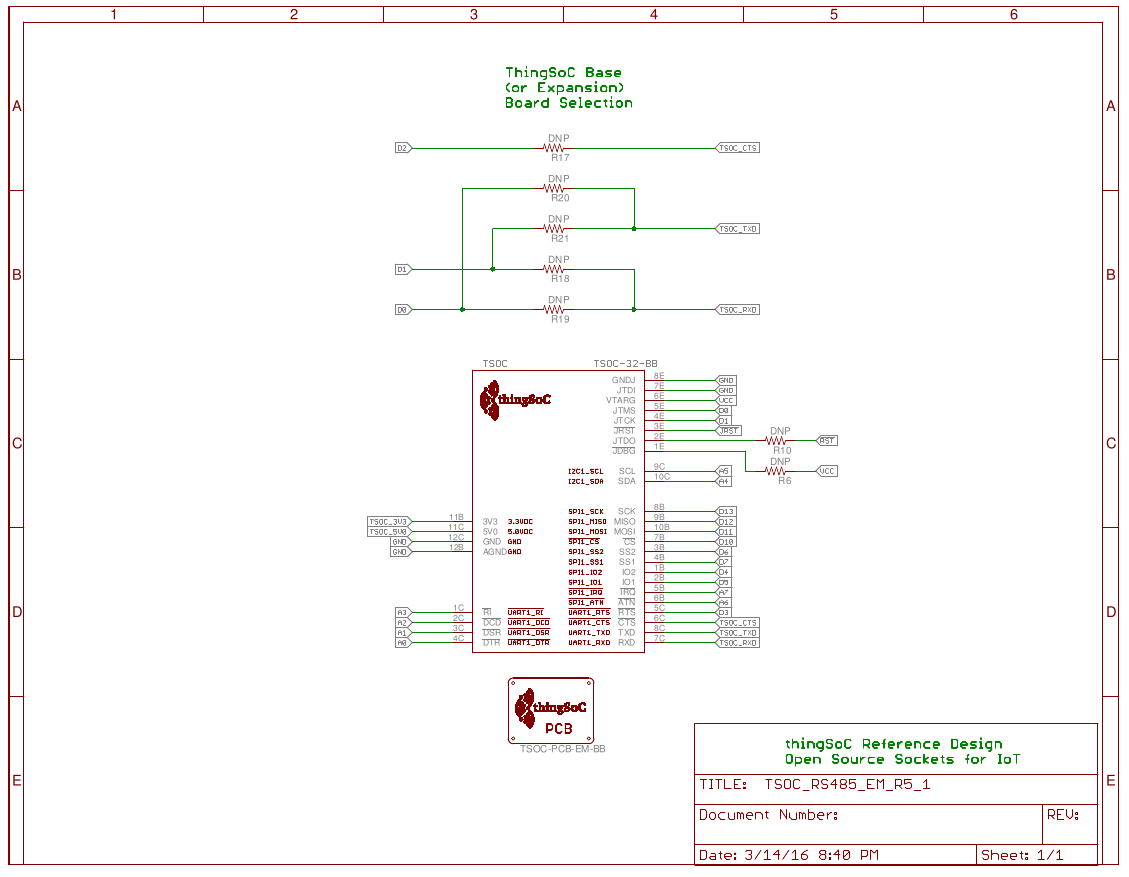 1 2 3 4 5 6
A A
B B
C C
D D
E E
ThingSoC Base
(or Expansion)
Board Selection
D2 DNP R17 TSOC_CTS
DNP
R20
DNP
R21 TSOC_TXD
D1 DNP
R18
D0 DNP
R19 TSOC_RXD
TSOC TSOC-32-BB
thingSoC
GNDJ 8E GND
JTDI 7E GND
VTARG 6E VCC
JTMS 5E D0
JTCK 4E D1
JRST 3E JRST
JTDO 2E DNP R10 RST
JDBG 1E DNP R6 VCC
I2C1_SCL SCL 9C A5
I2C1_SDA SDA 10C A4
SPI1_SCK SCK 8B D13
TSOC_3V3 11B 3V3 3.3VDC SPI1_MISO MISO 9B D12
TSOC_5V0 11C 5V0 5.0VDC SPI1_MOSI MOSI 10B D11
GND 12C GND GND SPI1_CS CS 7B D10
GND 12B AGND GND SPI1_SS2 SS2 3B D6
SPI1_SS1 SS1 4B D7
SPI1_IO2 IO2 1B D4
SPI1_IO1 IO1 2B
SPI1_IRQ IRQ 5B A7
SPI1_ATN ATN 6B A6
A3 1C RI UART1_RI UART1_RTS RTS 5C D3
A2 2C DCD UART1_DCD UART1_CTS CTS 6C TSOC_CTS
A1 3C DSR UART1_DSR UART1_TXD TXD 8C TSOC_TXD
A0 4C DTR UART1_DTR UART1_RXD RXD 7C TSOC_RXD
thingSoC
PCB
TSOC-PCB-EM-BB
thingSoC Reference Design
Open Source Sockets for IoT
TITLE: TSOC_RS485_EM_R5_1
Document Number: REV:
Date: 3/14/16 8:40 PM Sheet: 1/1